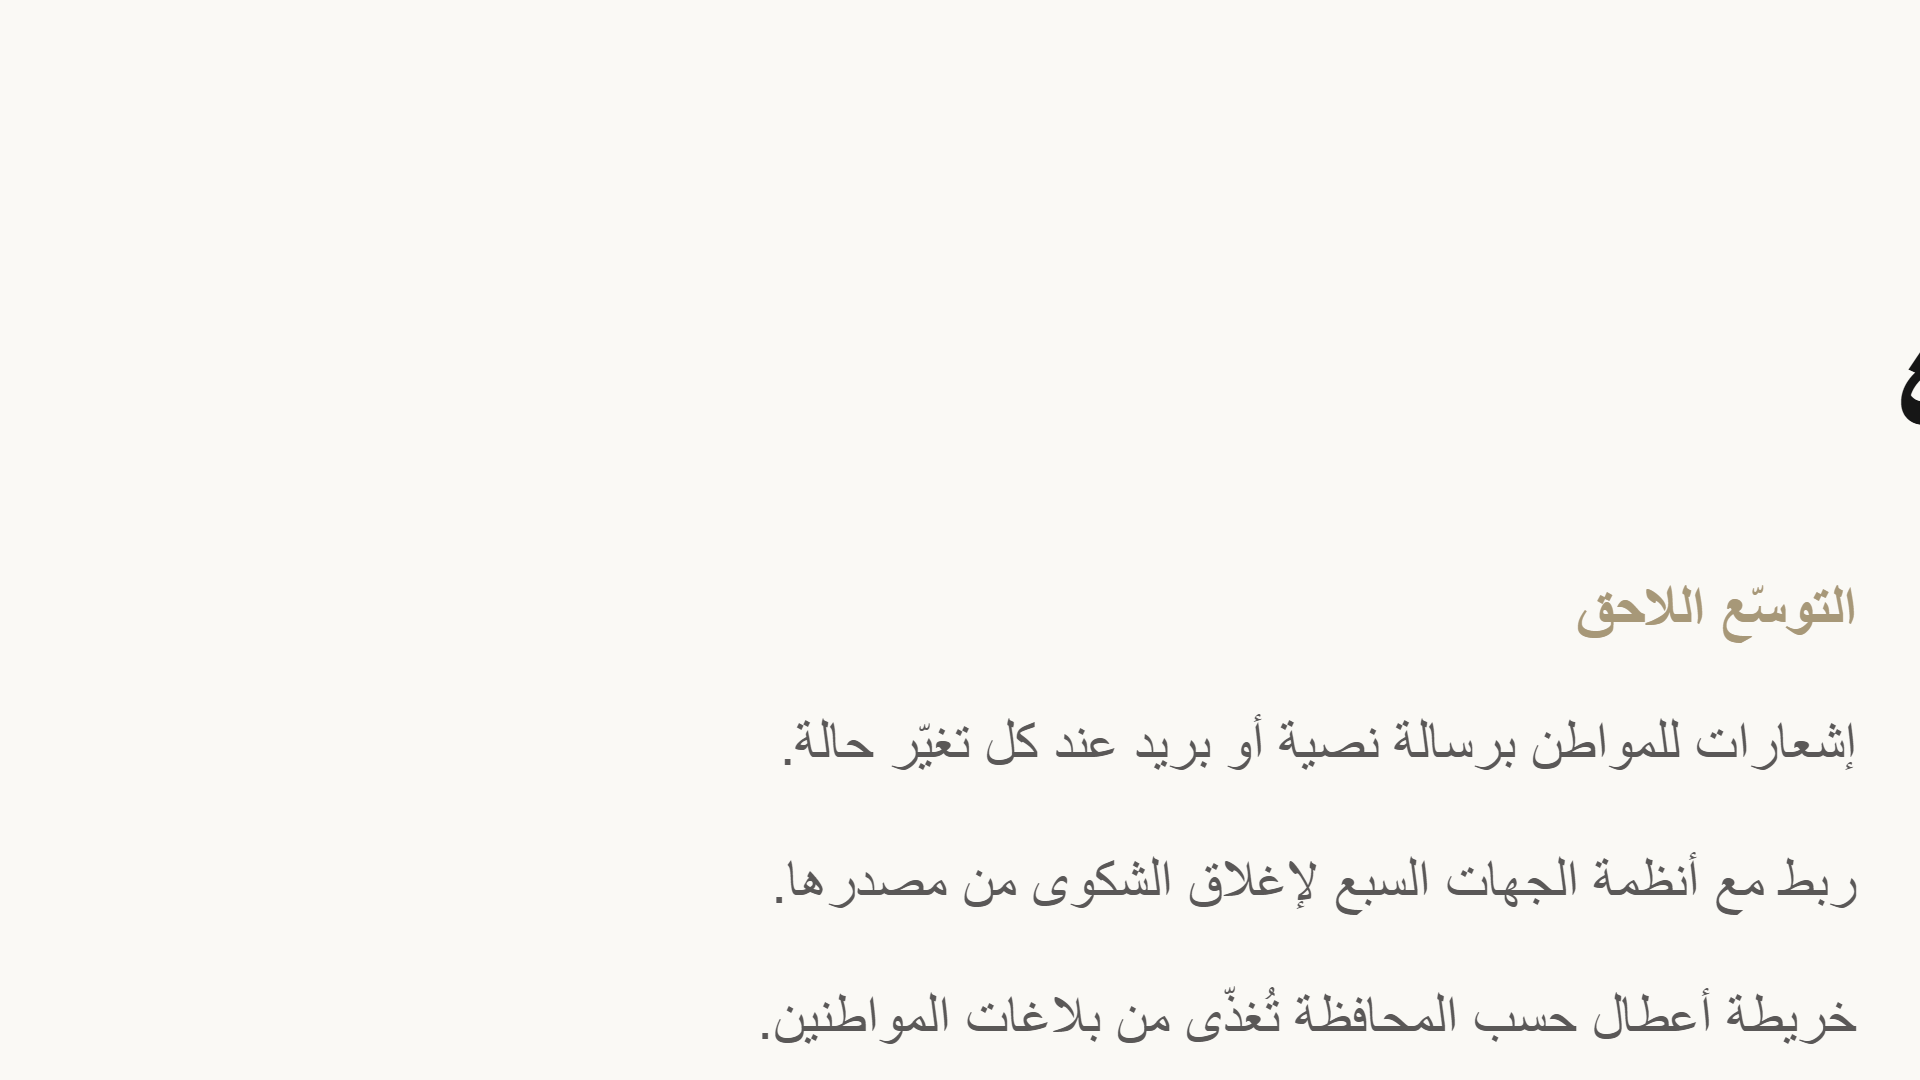 التوسّع اللاحق
إشعارات للمواطن برسالة نصية أو بريد عند كل تغيّر حالة.
ربط مع أنظمة الجهات السبع لإغلاق الشكوى من مصدرها.
خريطة أعطال حسب المحافظة تُغذّى من بلاغات المواطنين.